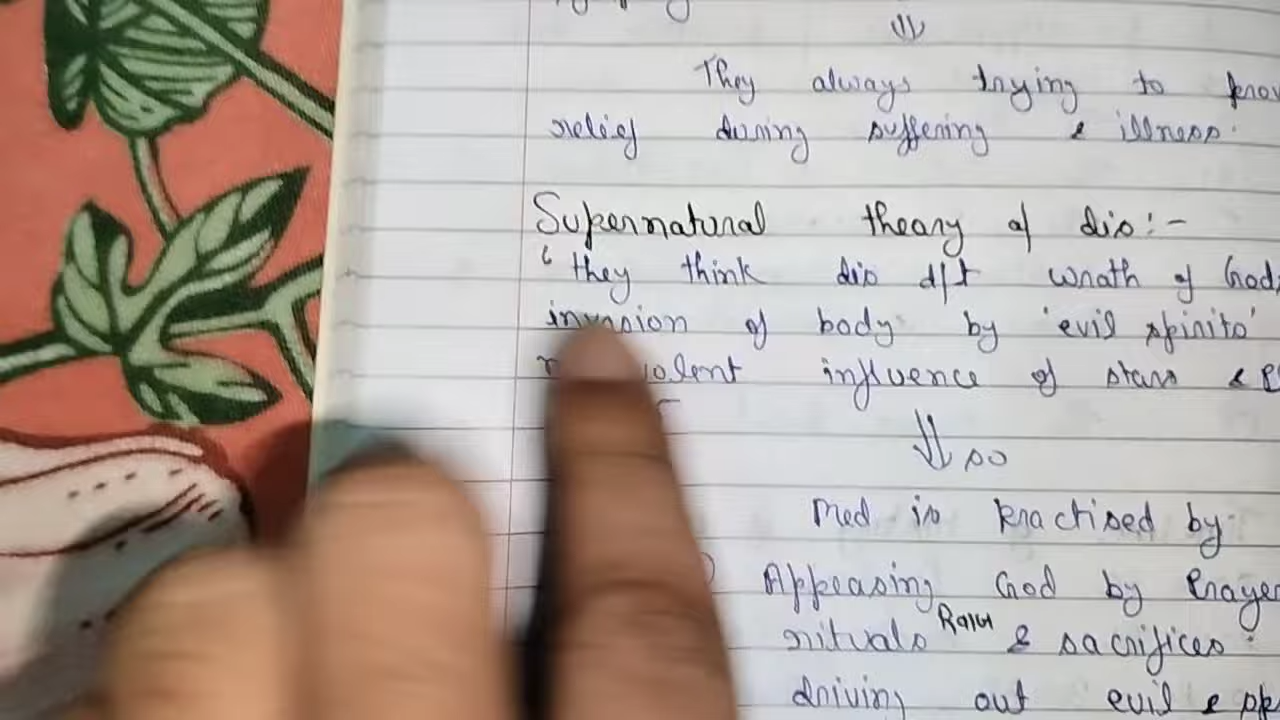 They always trying to
relief during suffering & illness.
Supernatural theory of dis:-
" they think dis d/t wrath of God,
invasion of body by 'evil spirits'
influence of stars &
so
Med is practised by:
Appeasing God by Prayer
rituals & sacrifices.
driving out evil